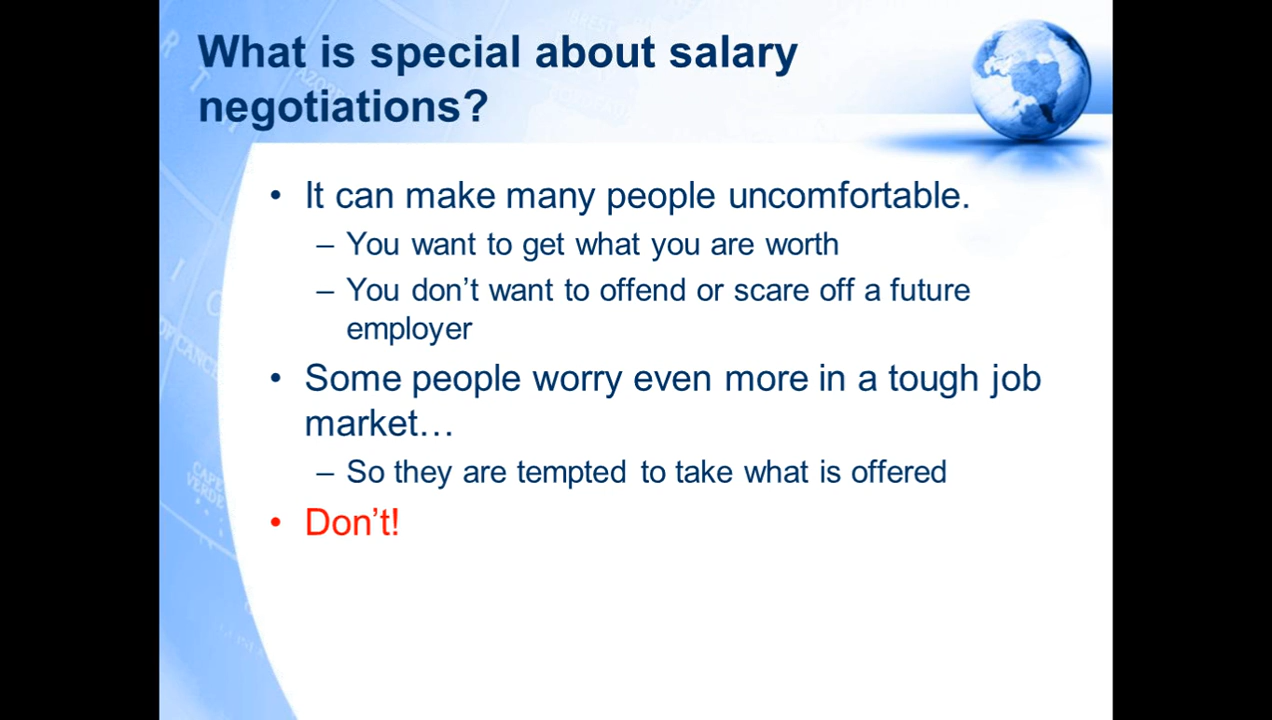 What is special about salary
negotiations?
• It can make many people uncomfortable.
– You want to get what you are worth
– You don’t want to offend or scare off a future
employer
• Some people worry even more in a tough job
market…
– So they are tempted to take what is offered
• Don’t!
CAPE
VERDE